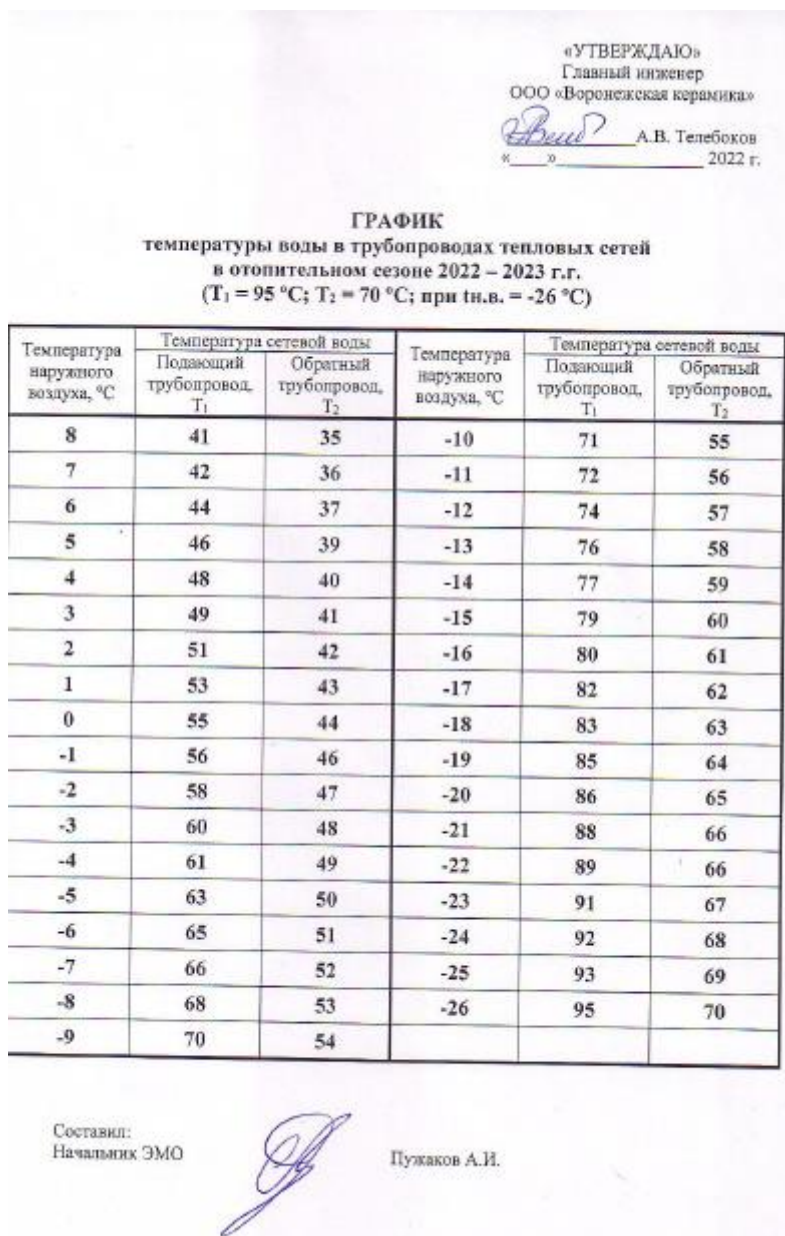 «УТВЕРЖДАЮ»
Главный инженер
ООО «Воронежская керамика»
А.В. Телебоков
«____»____________________ 2022 г.
ГРАФИК
температуры воды в трубопроводах тепловых сетей
в отопительном сезоне 2022 – 2023 г.г.
(T₁ = 95 °С; T₂ = 70 °С; при tн.в. = -26 °С)
Температура наружного воздуха, °С | Температура сетевой воды | Температура наружного воздуха, °С | Температура сетевой воды
Подающий трубопровод, T₁ | Обратный трубопровод, T₂ | Подающий трубопровод, T₁ | Обратный трубопровод, T₂
8 41 35 -10 71 55
7 42 36 -11 72 56
6 44 37 -12 74 57
5 46 39 -13 76 58
4 48 40 -14 77 59
3 49 41 -15 79 60
2 51 42 -16 80 61
1 53 43 -17 82 62
0 55 44 -18 83 63
-1 56 46 -19 85 64
-2 58 47 -20 86 65
-3 60 48 -21 88 66
-4 61 49 -22 89 66
-5 63 50 -23 91 67
-6 65 51 -24 92 68
-7 66 52 -25 93 69
-8 68 53 -26 95 70
-9 70 54
Составил:
Начальник ЭМО Пужаков А.И.